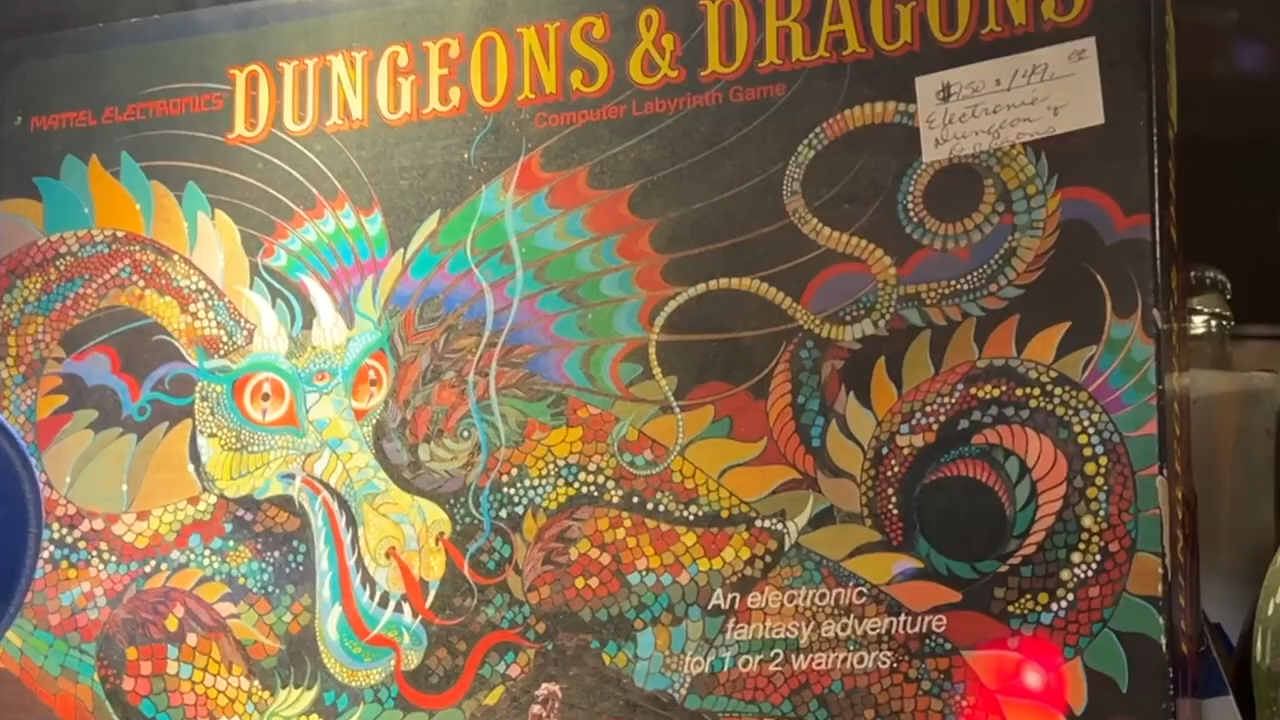 DUNGEONS & DRAGONS
MATTEL ELECTRONICS
Computer Labyrinth Game
149.
Electronic
Dungeon &
Dragons
An electronic
fantasy adventure
for 1 or 2 warriors.